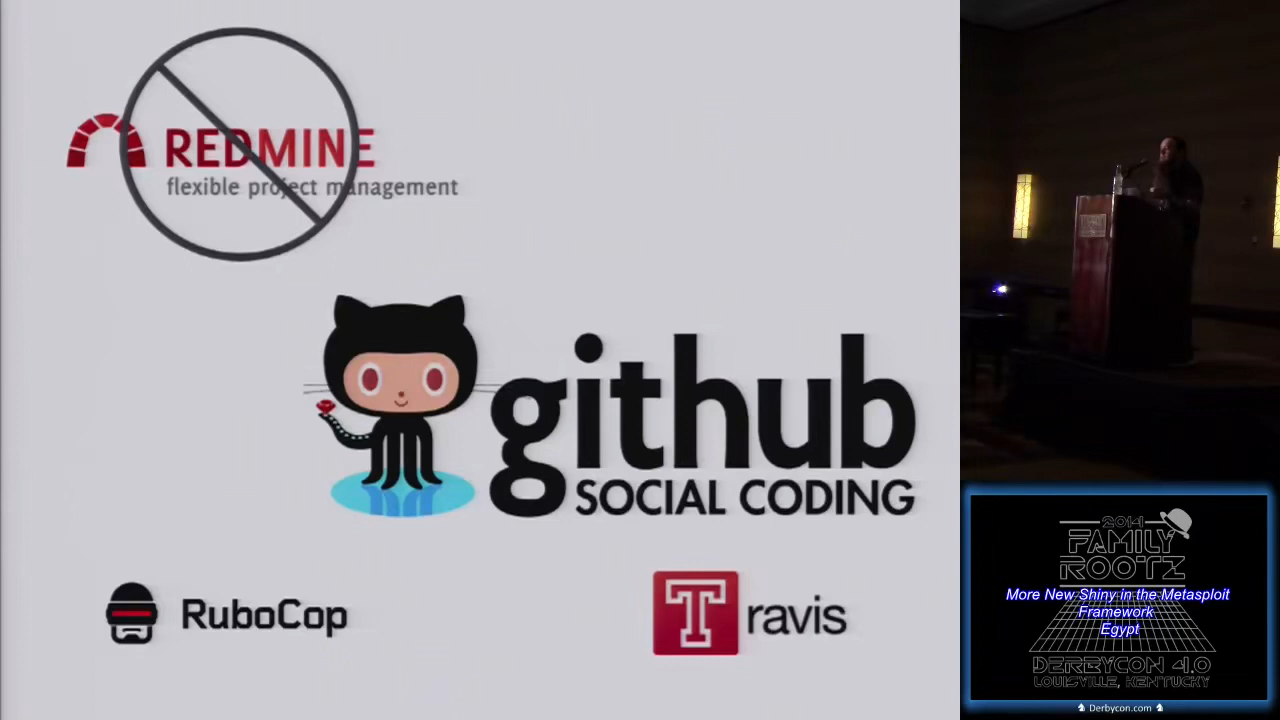 REDMINE
flexible project management
github
SOCIAL CODING
RuboCop
Travis
2014
FAMILY
ROOTZ
More New Shiny in the Metasploit
Framework
Egypt
DERBYCON 4.0
LOUISVILLE, KENTUCKY
Derbycon.com